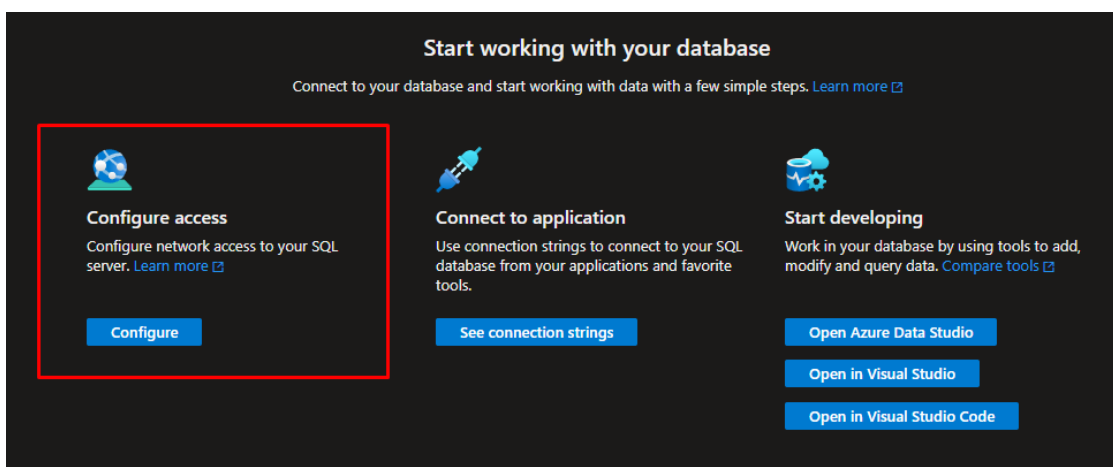 Start working with your database
Connect to your database and start working with data with a few simple steps. Learn more
Configure access
Configure network access to your SQL
server. Learn more
Configure
Connect to application
Use connection strings to connect to your SQL
database from your applications and favorite
tools.
See connection strings
Start developing
Work in your database by using tools to add,
modify and query data. Compare tools
Open Azure Data Studio
Open in Visual Studio
Open in Visual Studio Code